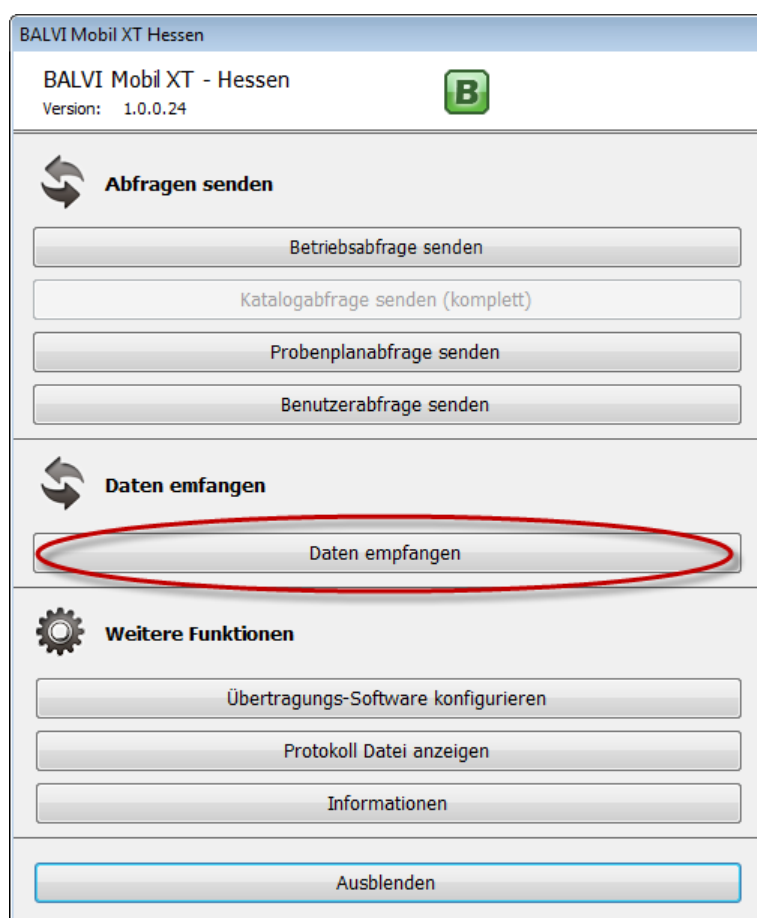 BALVI Mobil XT Hessen
BALVI Mobil XT - Hessen
B
Version: 1.0.0.24
Abfragen senden
Betriebsabfrage senden
Katalogabfrage senden (komplett)
Probenplanabfrage senden
Benutzerabfrage senden
Daten emfangen
Daten empfangen
Weitere Funktionen
Übertragungs-Software konfigurieren
Protokoll Datei anzeigen
Informationen
Ausblenden